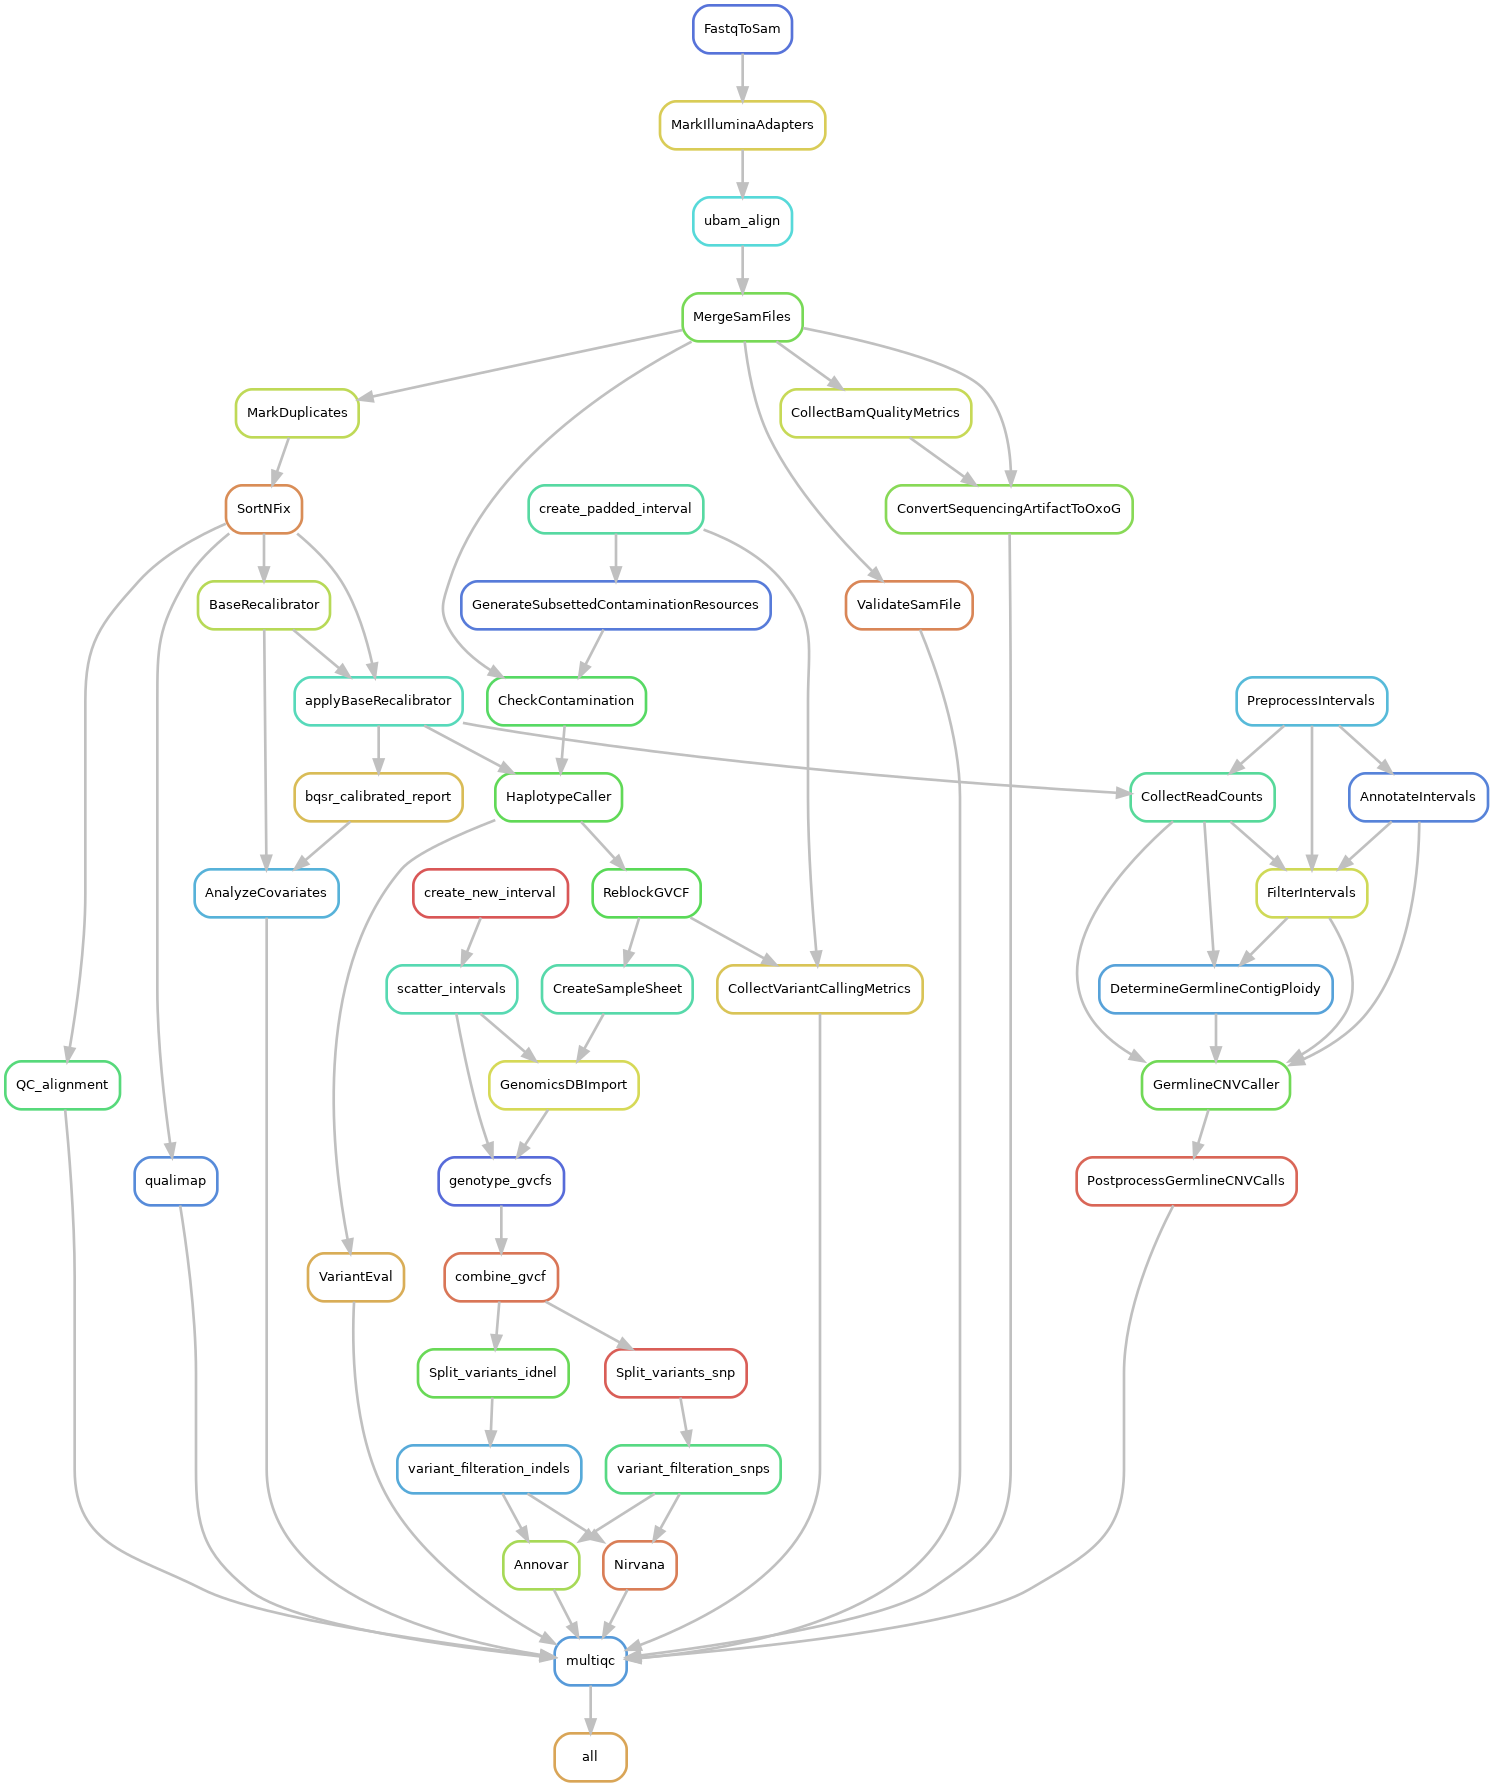 FastqToSam
MarkIlluminaAdapters
ubam_align
MergeSamFiles
MarkDuplicates
CollectBamQualityMetrics
SortNFix
create_padded_interval
ConvertSequencingArtifactToOxoG
BaseRecalibrator
GenerateSubsettedContaminationResources
ValidateSamFile
applyBaseRecalibrator
CheckContamination
PreprocessIntervals
bqsr_calibrated_report
HaplotypeCaller
CollectReadCounts
AnnotateIntervals
AnalyzeCovariates
create_new_interval
ReblockGVCF
FilterIntervals
scatter_intervals
CreateSampleSheet
CollectVariantCallingMetrics
DetermineGermlineContigPloidy
QC_alignment
GenomicsDBImport
GermlineCNVCaller
qualimap
genotype_gvcfs
PostprocessGermlineCNVCalls
VariantEval
combine_gvcf
Split_variants_idnel
Split_variants_snp
variant_filteration_indels
variant_filteration_snps
Annovar
Nirvana
multiqc
all